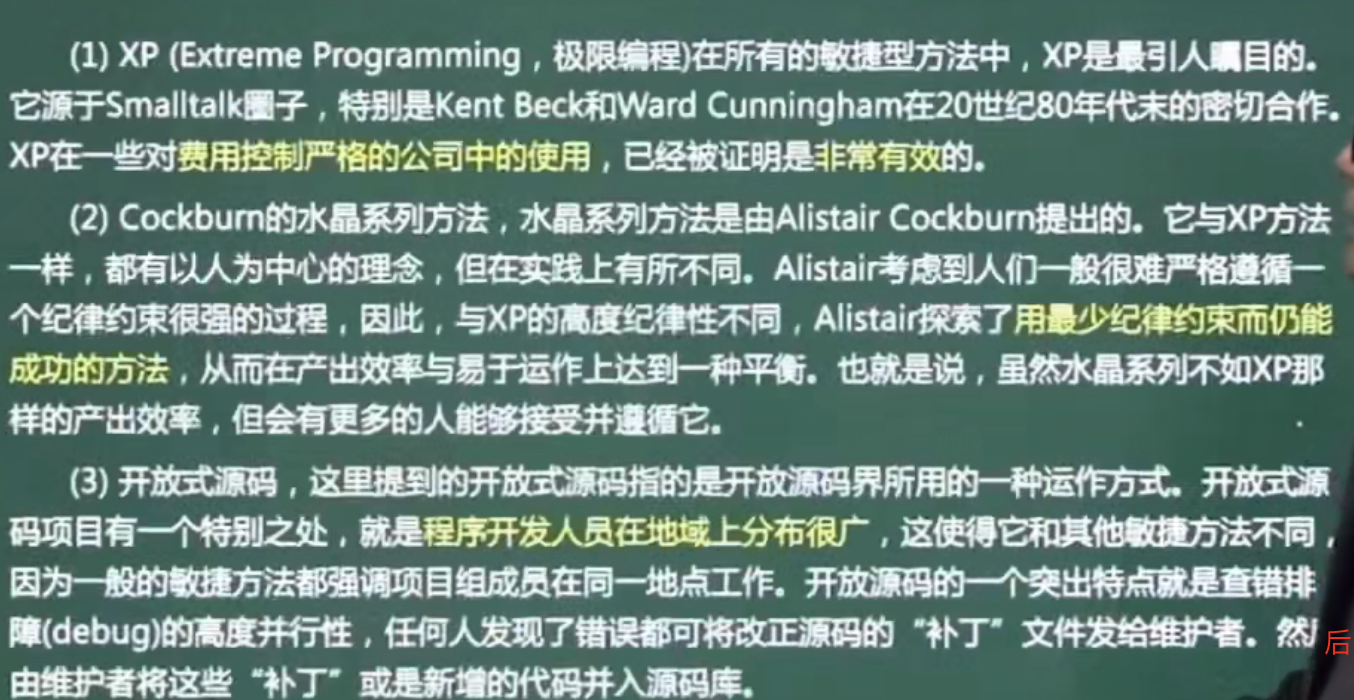 (1) XP (Extreme Programming，极限编程)在所有的敏捷型方法中，XP是最引人瞩目的。
它源于Smalltalk圈子，特别是Kent Beck和Ward Cunningham在20世纪80年代末的密切合作。
XP在一些对费用控制严格的公司中的使用，已经被证明是非常有效的。
(2) Cockburn的水晶系列方法，水晶系列方法是由Alistair Cockburn提出的。它与XP方法
一样，都有以人为中心的理念，但在实践上有所不同。Alistair考虑到人们一般很难严格遵循一
个纪律约束很强的过程，因此，与XP的高度纪律性不同，Alistair探索了用最少纪律约束而仍能
成功的方法，从而在产出效率与易于运作上达到一种平衡。也就是说，虽然水晶系列不如XP那
样的产出效率，但会有更多的人能够接受并遵循它。
(3) 开放式源码，这里提到的开放式源码指的是开放源码界所用的一种运作方式。开放式源
码项目有一个特别之处，就是程序开发人员在地域上分布很广，这使得它和其他敏捷方法不同，
因为一般的敏捷方法都强调项目组成员在同一地点工作。开放源码的一个突出特点就是查错排
障(debug)的高度并行性，任何人发现了错误都可将改正源码的“补丁”文件发给维护者。然后
由维护者将这些“补丁”或是新增的代码并入源码库。